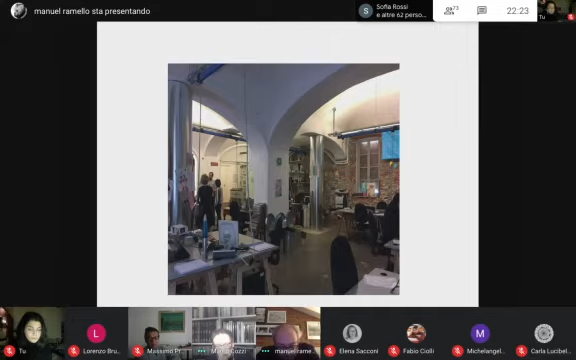 manuel ramello sta presentando
S
Sofia Rossi
e altre 62 perso...
73
22:23
Tu
Tu
L
Lorenzo Bru...
Massimo Pr...
Cozzi
manuel rame...
Elena Sacconi
Fabio Ciolli
M
Michelangel...
Carla Lucibel...